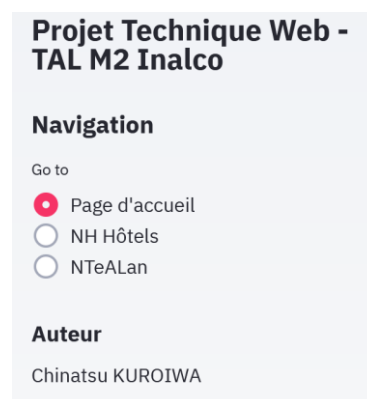 Projet Technique Web -
TAL M2 Inalco
Navigation
Go to
Page d'accueil
NH Hôtels
NTeALan
Auteur
Chinatsu KUROIWA